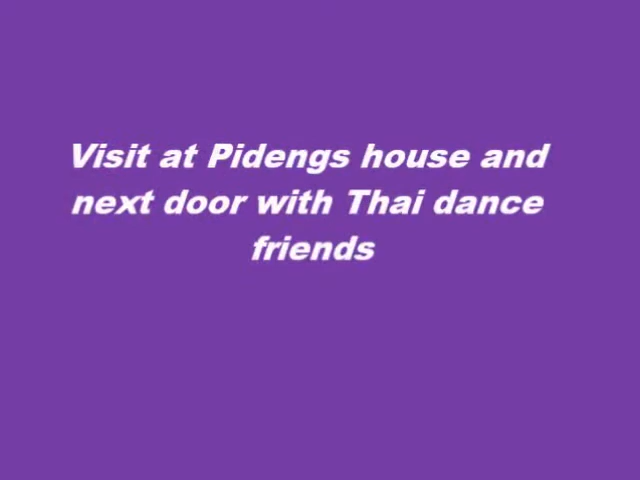 Visit at Pidengs house and
next door with Thai dance
friends